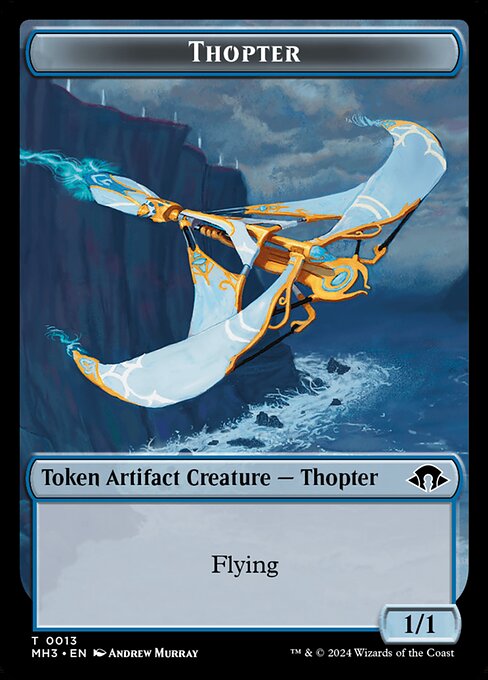 Thopter
Token Artifact Creature — Thopter
Flying
1/1
T 0013
MH3 • EN Andrew Murray
™ & © 2024 Wizards of the Coast